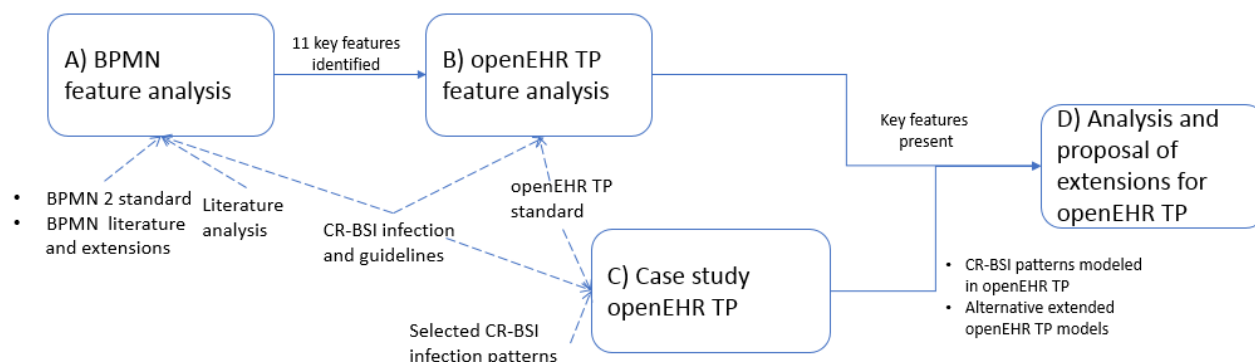 A) BPMN
feature analysis
11 key features
identified
B) openEHR TP
feature analysis
Key features
present
D) Analysis and
proposal of
extensions for
openEHR TP
• BPMN 2 standard
• BPMN literature
and extensions
Literature
analysis
CR-BSI infection
and guidelines
openEHR TP
standard
C) Case study
openEHR TP
Selected CR-BSI
infection patterns
• CR-BSI patterns modeled
in openEHR TP
• Alternative extended
openEHR TP models